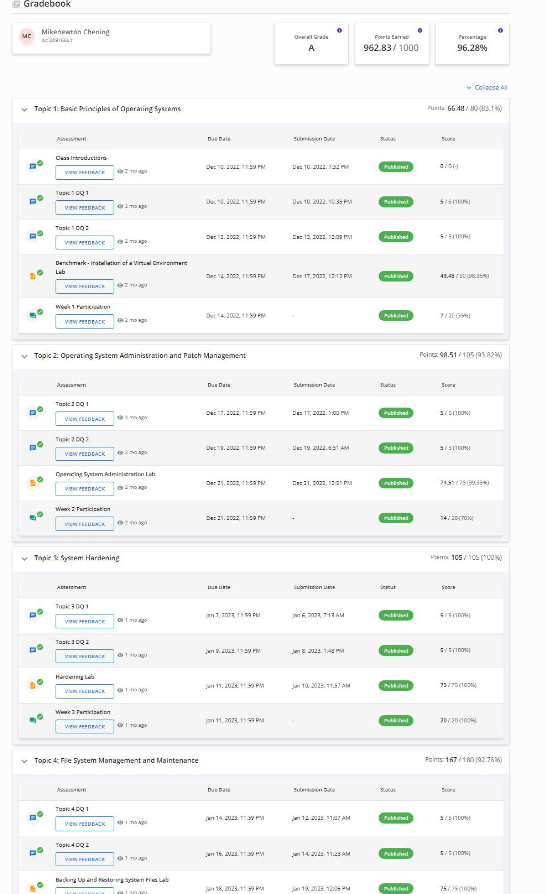 Gradebook
MC
Mikenewton Chening
Overall Grade
A
Points Earned
962.83 / 1000
Percentage
96.28%
Collapse All
Topic 1: Basic Principles of Operating Systems
Points: 66.48 / 80 (83.1%)
Assessment Due Date Submission Date Status Score
Class Introductions
VIEW FEEDBACK 2 mo ago Dec 10, 2022, 11:59 PM Dec 10, 2022, 7:32 PM Published 0 / 0 (-)
Topic 1 DQ 1
VIEW FEEDBACK 2 mo ago Dec 10, 2022, 11:59 PM Dec 10, 2022, 10:35 PM Published 5 / 5 (100%)
Topic 1 DQ 2
VIEW FEEDBACK 2 mo ago Dec 12, 2022, 11:59 PM Dec 13, 2022, 12:09 PM Published 5 / 5 (100%)
Benchmark - Installation of a Virtual Environment
Lab
VIEW FEEDBACK 2 mo ago Dec 14, 2022, 11:59 PM Dec 17, 2022, 12:12 PM Published 49.48 / 50 (98.96%)
Week 1 Participation
VIEW FEEDBACK 2 mo ago Dec 14, 2022, 11:59 PM - Published 7 / 20 (35%)
Topic 2: Operating System Administration and Patch Management
Points: 98.51 / 105 (93.82%)
Assessment Due Date Submission Date Status Score
Topic 2 DQ 1
VIEW FEEDBACK 2 mo ago Dec 17, 2022, 11:59 PM Dec 17, 2022, 1:00 PM Published 5 / 5 (100%)
Topic 2 DQ 2
VIEW FEEDBACK 2 mo ago Dec 19, 2022, 11:59 PM Dec 19, 2022, 6:51 AM Published 5 / 5 (100%)
Operating System Administration Lab
VIEW FEEDBACK 2 mo ago Dec 21, 2022, 11:59 PM Dec 21, 2022, 12:51 PM Published 74.51 / 75 (99.35%)
Week 2 Participation
VIEW FEEDBACK 2 mo ago Dec 21, 2022, 11:59 PM - Published 14 / 20 (70%)
Topic 3: System Hardening
Points: 105 / 105 (100%)
Assessment Due Date Submission Date Status Score
Topic 3 DQ 1
VIEW FEEDBACK 1 mo ago Jan 7, 2023, 11:59 PM Jan 6, 2023, 7:13 AM Published 5 / 5 (100%)
Topic 3 DQ 2
VIEW FEEDBACK 1 mo ago Jan 9, 2023, 11:59 PM Jan 8, 2023, 1:48 PM Published 5 / 5 (100%)
Hardening Lab
VIEW FEEDBACK 1 mo ago Jan 11, 2023, 11:59 PM Jan 10, 2023, 11:57 AM Published 75 / 75 (100%)
Week 3 Participation
VIEW FEEDBACK 1 mo ago Jan 11, 2023, 11:59 PM - Published 20 / 20 (100%)
Topic 4: File System Management and Maintenance
Points: 167 / 180 (92.78%)
Assessment Due Date Submission Date Status Score
Topic 4 DQ 1
VIEW FEEDBACK 1 mo ago Jan 14, 2023, 11:59 PM Jan 12, 2023, 11:07 AM Published 5 / 5 (100%)
Topic 4 DQ 2
VIEW FEEDBACK 1 mo ago Jan 16, 2023, 11:59 PM Jan 14, 2023, 11:23 AM Published 5 / 5 (100%)
Backing Up and Restoring System Files Lab
Jan 18, 2023, 11:59 PM Jan 19, 2023, 12:06 PM Published 75 / 75 (100%)